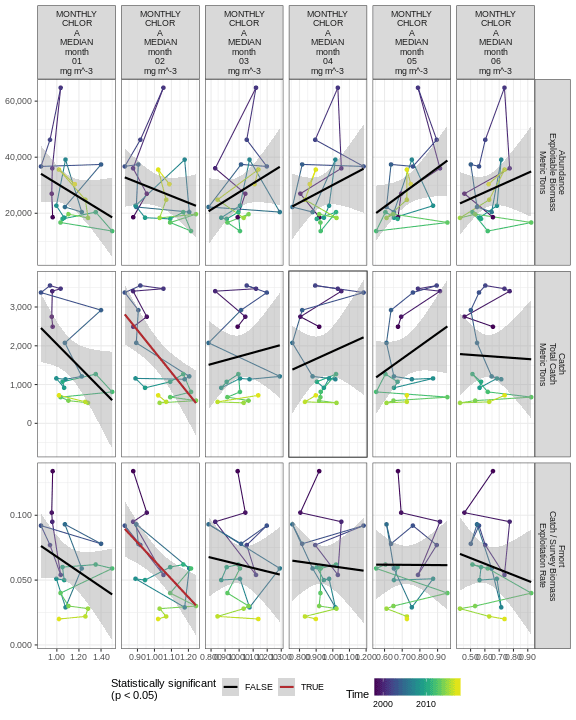 MONTHLY
CHLOR
A
MEDIAN
month
01
mg m^-3
MONTHLY
CHLOR
A
MEDIAN
month
02
mg m^-3
MONTHLY
CHLOR
A
MEDIAN
month
03
mg m^-3
MONTHLY
CHLOR
A
MEDIAN
month
04
mg m^-3
MONTHLY
CHLOR
A
MEDIAN
month
05
mg m^-3
MONTHLY
CHLOR
A
MEDIAN
month
06
mg m^-3
60,000
40,000
20,000
Abundance
Exploitable Biomass
Metric Tons
3,000
2,000
1,000
0
Catch
Total Catch
Metric Tons
0.100
0.050
0.000
Fmort
Catch / Survey Biomass
Exploitation Rate
1.00 1.20 1.40
0.90 1.00 1.10 1.20
0.80 0.90 1.00 1.10 1.20 1.30
0.80 0.90 1.00 1.10 1.20
0.60 0.70 0.80 0.90
0.50 0.60 0.70 0.80 0.90
Statistically significant
(p < 0.05)
FALSE
TRUE
Time
2000 2010